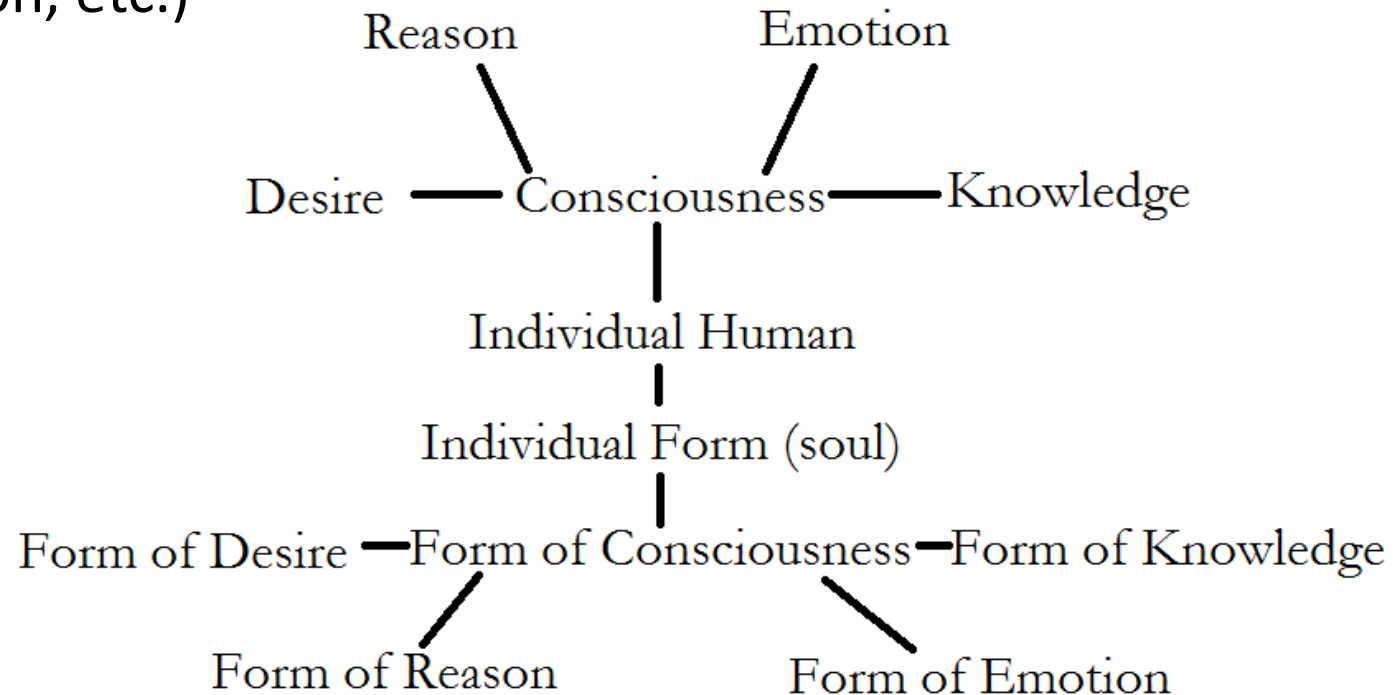 etc.)
Reason
Emotion
Desire
Consciousness
Knowledge
Individual Human
Individual Form (soul)
Form of Desire
Form of Consciousness
Form of Knowledge
Form of Reason
Form of Emotion